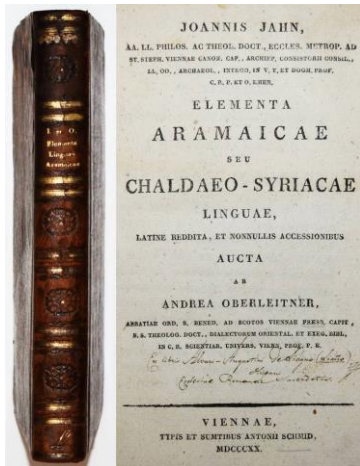 J. n O.
Elementa
Linguae
Aramaicae
JOANNIS JAHN,
AA. LL. PHILOS. AC THEOL. DOCT., ECCLES. METROP. AD
ST. STEPH. VIENNAE CANON. CAP., ARCHIEP. CONSISTORII CONSIL.,
LL. OO., ARCHAEOL., INTROD. IN V. T. ET DOGM. PROF.
C. R. P. ET O. EMER.
ELEMENTA
ARAMAICAE
SEU
CHALDAEO-SYRIACAE
LINGUAE,
LATINE REDDITA, ET NONNULLIS ACCESSIONIBUS
AUCTA
AB
ANDREA OBERLEITNER,
ABBATIAE ORD. S. BENED. AD SCOTOS VIENNAE PRESB. CAPIT.,
S. S. THEOLOG. DOCT., DIALECTORUM ORIENTAL. ET EXEG. BIBL.
IN C. R. SCIENTIAR. UNIVERS. VIENN. PROF. P. E.
Ex libris
VIENNAE,
TYPIS ET SUMTIBUS ANTONII SCHMID,
MDCCCXX.